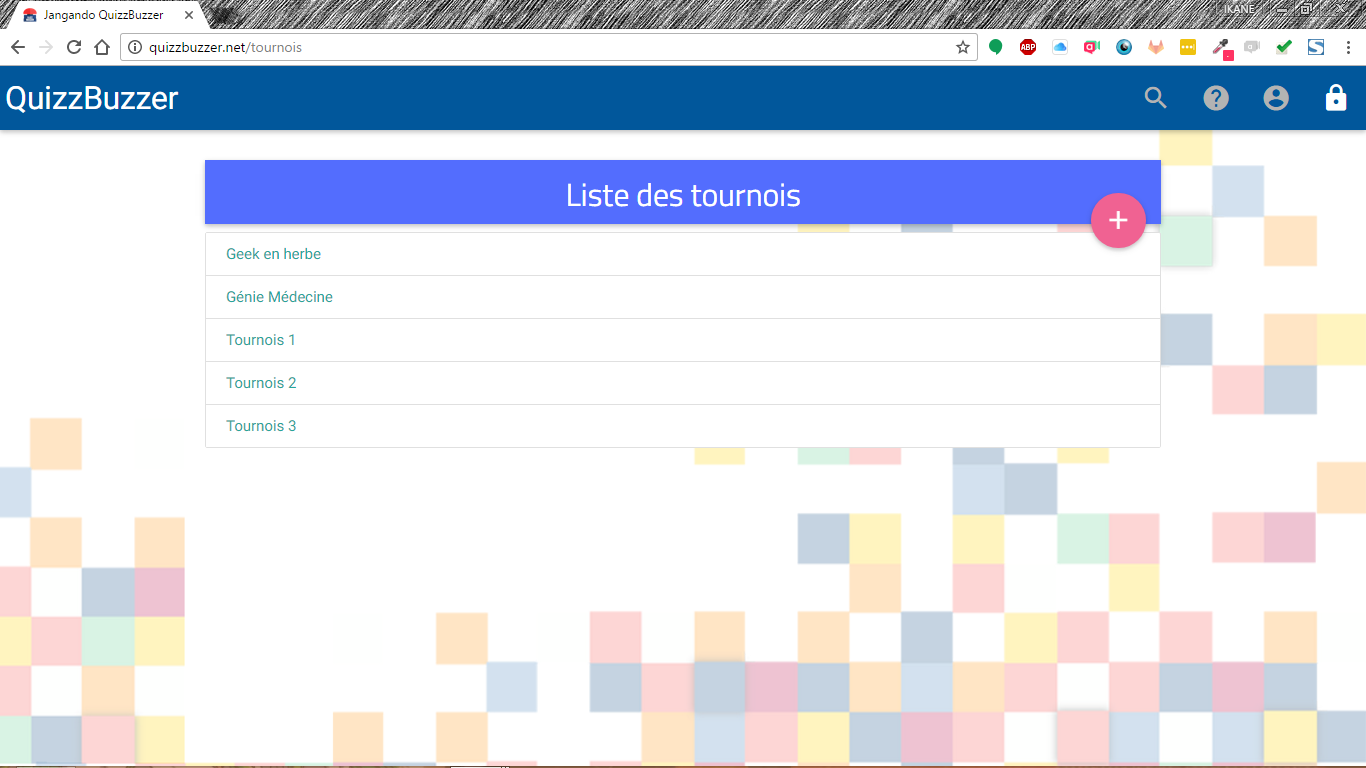 Jangando QuizzBuzzer
IKANE
quizzbuzzer.net/tournois
ABP
QuizzBuzzer
Liste des tournois
Geek en herbe
Génie Médecine
Tournois 1
Tournois 2
Tournois 3